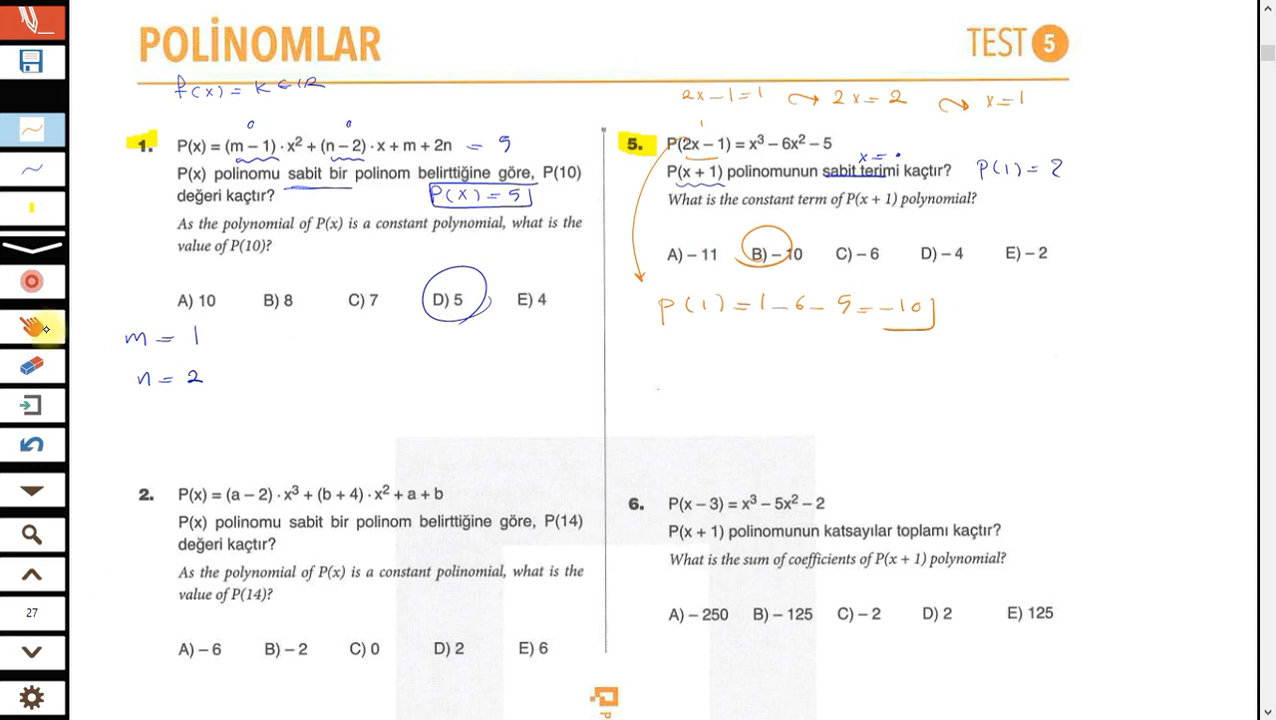 POLİNOMLAR
TEST 5
f(x) = K ∈ IR
0 0
1. P(x) = (m – 1) · x² + (n – 2) · x + m + 2n = 5
P(x) polinomu sabit bir polinom belirttiğine göre, P(10)
değeri kaçtır?
P(x) = 5
As the polynomial of P(x) is a constant polynomial, what is the
value of P(10)?
A) 10 B) 8 C) 7 D) 5 E) 4
m = 1
n = 2
2. P(x) = (a – 2) · x³ + (b + 4) · x² + a + b
P(x) polinomu sabit bir polinom belirttiğine göre, P(14)
değeri kaçtır?
As the polynomial of P(x) is a constant polinomial, what is the
value of P(14)?
A) – 6 B) – 2 C) 0 D) 2 E) 6
2x – 1 = 1 → 2x = 2 → x = 1
1
5. P(2x – 1) = x³ – 6x² – 5
x =
P(x + 1) polinomunun sabit terimi kaçtır? P(1) = ?
What is the constant term of P(x + 1) polynomial?
A) – 11 B) – 10 C) – 6 D) – 4 E) – 2
P(1) = 1 – 6 – 5 = –10
6. P(x – 3) = x³ – 5x² – 2
P(x + 1) polinomunun katsayılar toplamı kaçtır?
What is the sum of coefficients of P(x + 1) polynomial?
A) – 250 B) – 125 C) – 2 D) 2 E) 125
27
P